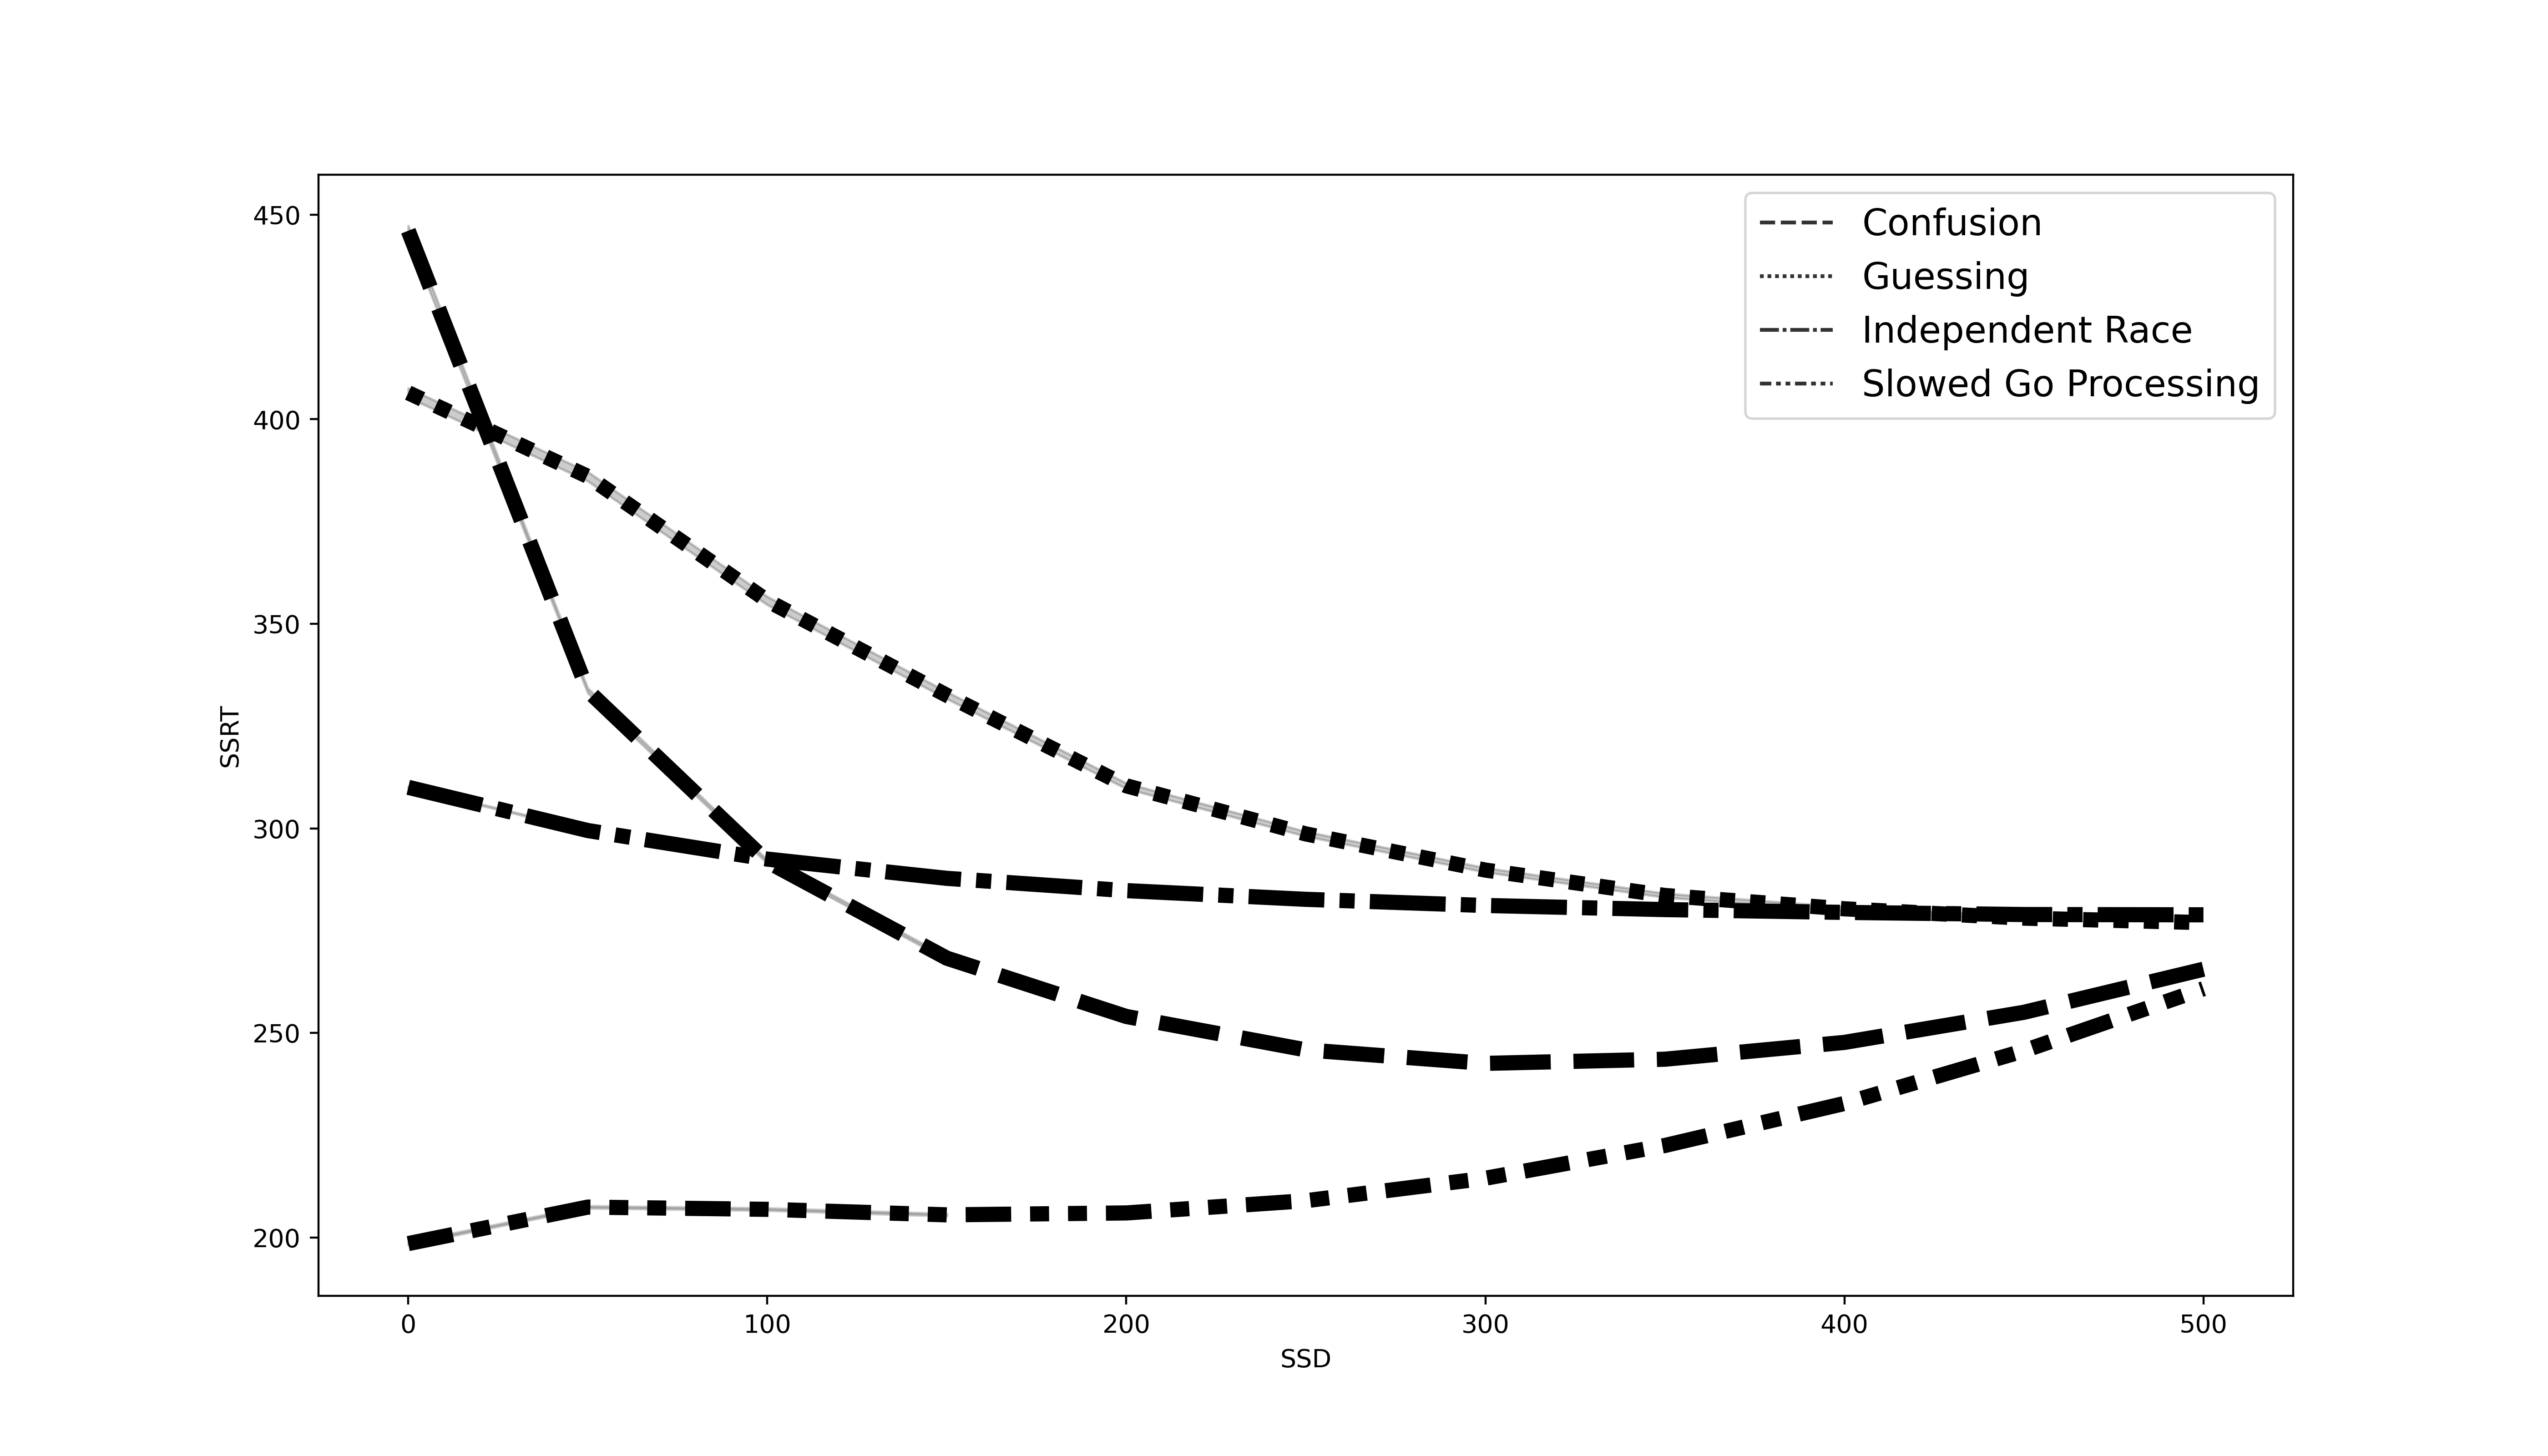 450
400
350
300
250
200
SSRT
0 100 200 300 400 500
SSD
Confusion
Guessing
Independent Race
Slowed Go Processing